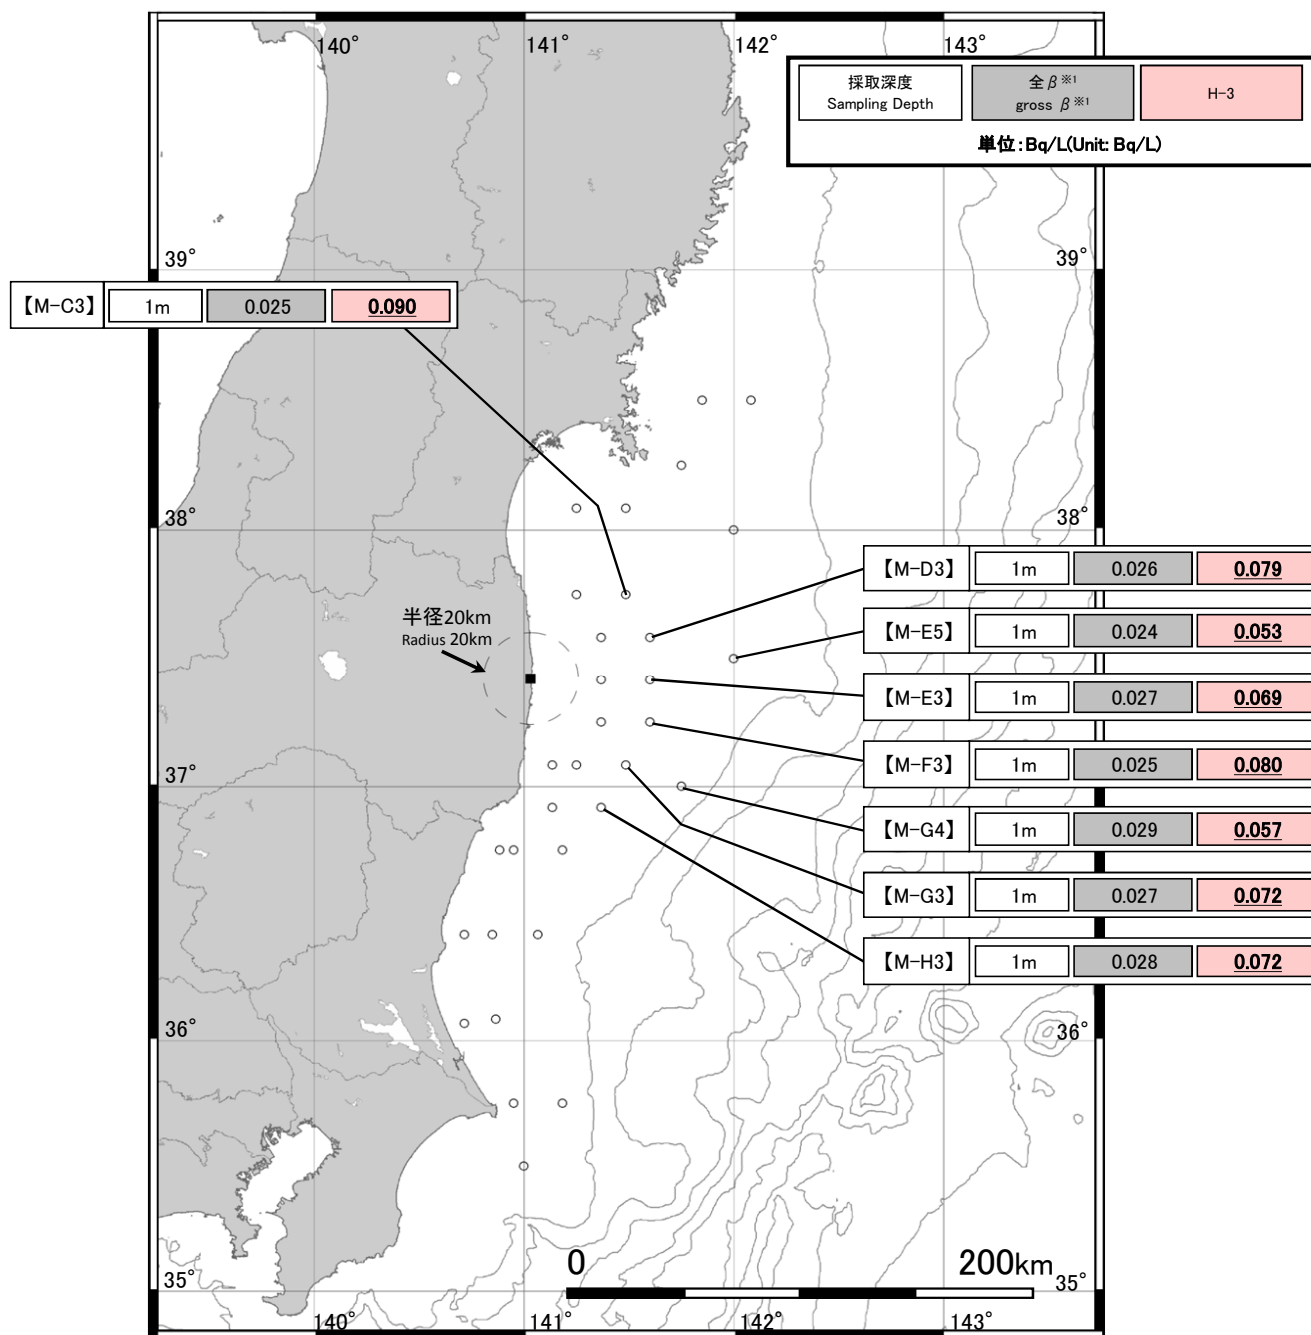 140°
141°
142°
143°
採取深度
Sampling Depth
全β※1
gross β※1
H-3
単位:Bq/L(Unit: Bq/L)
39°
39°
【M-C3】 1m 0.025 0.090
38°
38°
【M-D3】 1m 0.026 0.079
【M-E5】 1m 0.024 0.053
半径20km
Radius 20km
【M-E3】 1m 0.027 0.069
【M-F3】 1m 0.025 0.080
37°
37°
【M-G4】 1m 0.029 0.057
【M-G3】 1m 0.027 0.072
【M-H3】 1m 0.028 0.072
36°
36°
0
200km
35°
35°
140°
141°
142°
143°